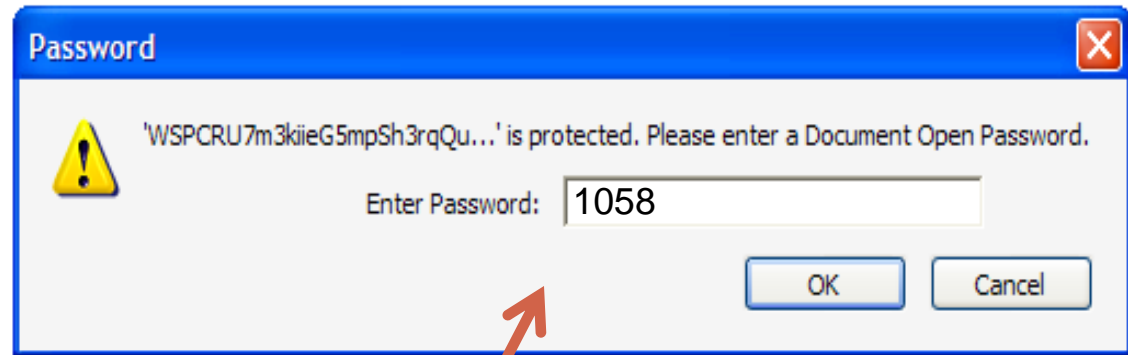 Password
'WSPCRU7m3kiieG5mpSh3rqQu...' is protected. Please enter a Document Open Password.
Enter Password: 1058
OK Cancel